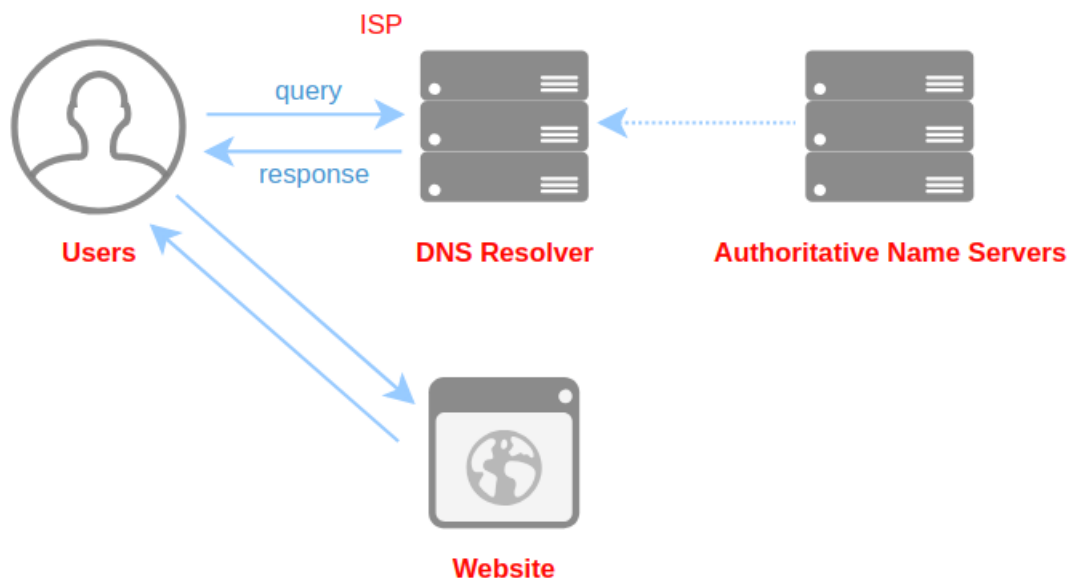 ISP
query
response
Users
DNS Resolver
Authoritative Name Servers
Website